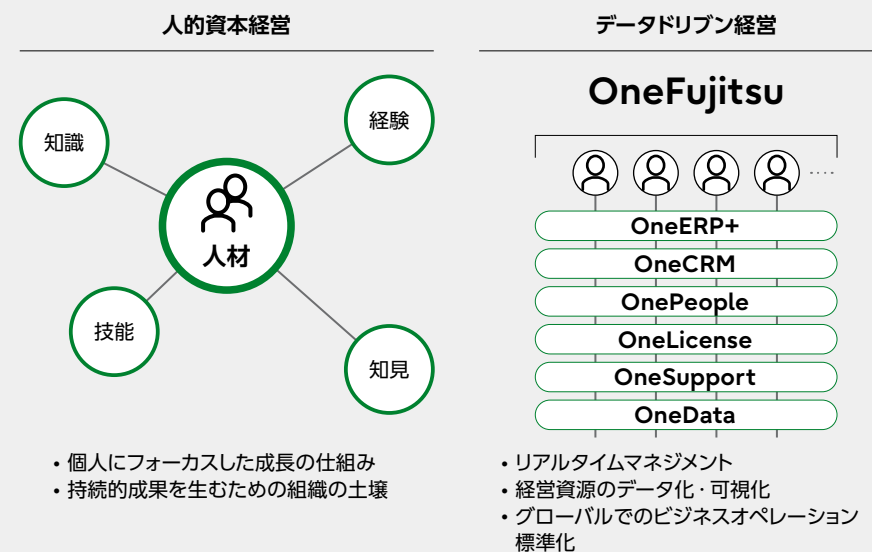 人的資本経営
知識
経験
人材
技能
知見
• 個人にフォーカスした成長の仕組み
• 持続的成果を生むための組織の土壌
データドリブン経営
OneFujitsu
‥‥
OneERP+
OneCRM
OnePeople
OneLicense
OneSupport
OneData
• リアルタイムマネジメント
• 経営資源のデータ化・可視化
• グローバルでのビジネスオペレーション
標準化